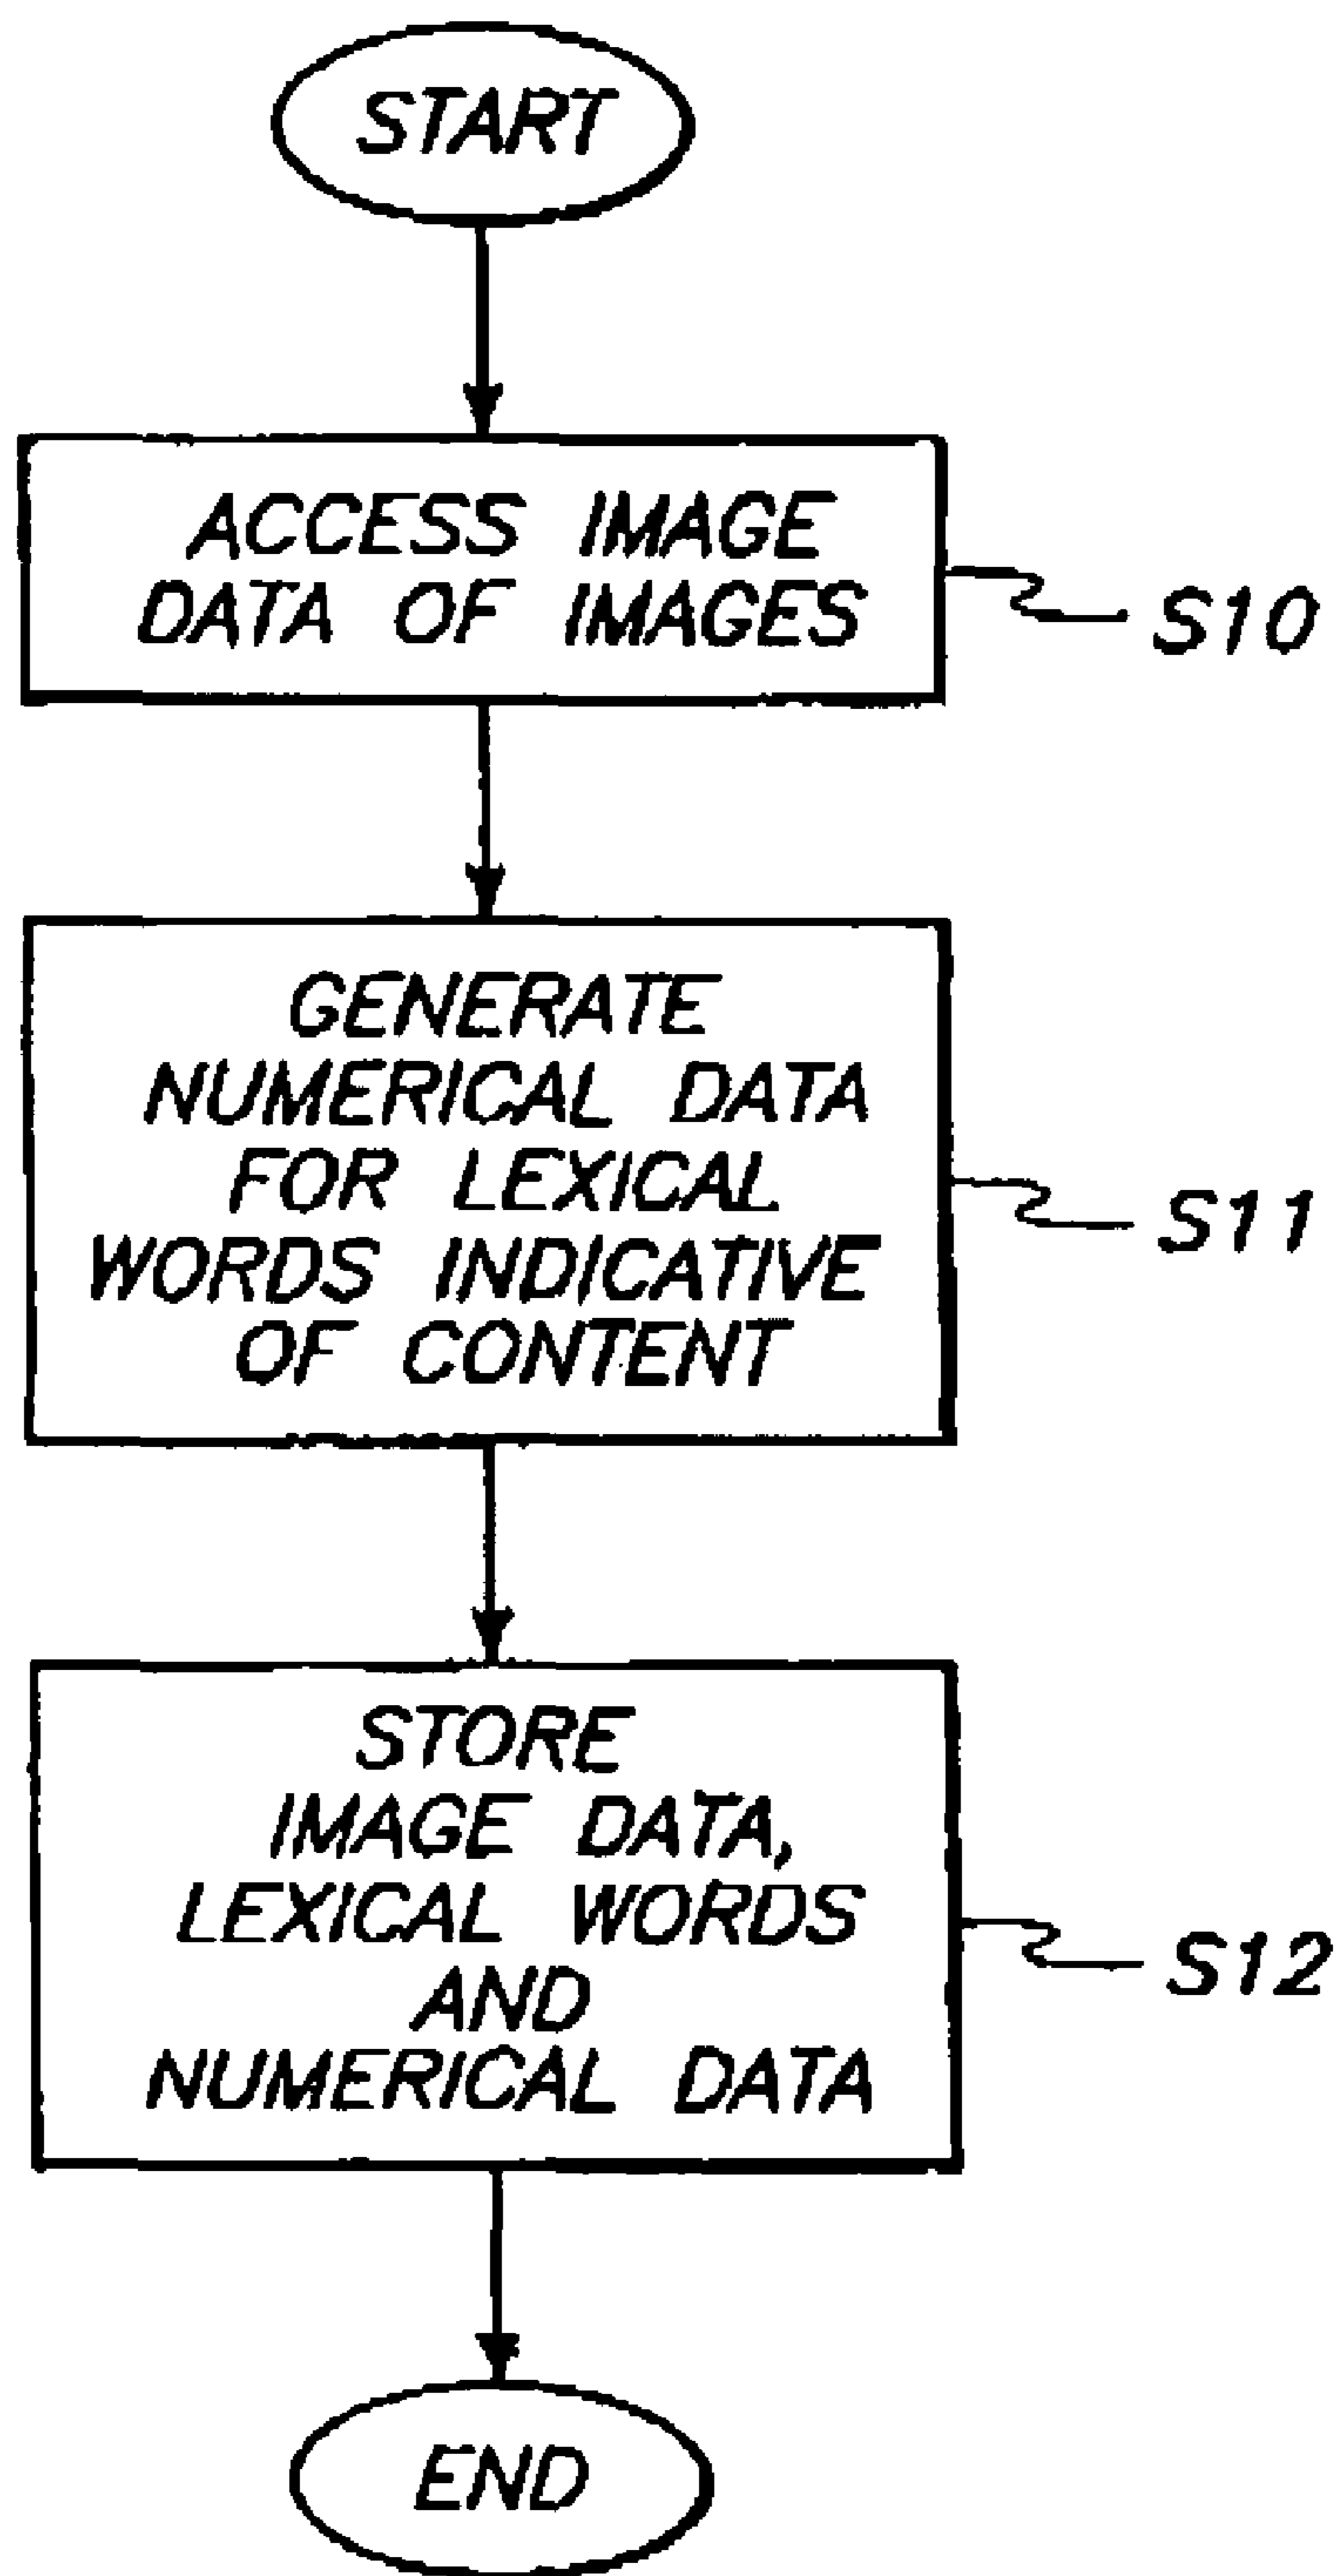 START
ACCESS IMAGE
DATA OF IMAGES
S10
GENERATE
NUMERICAL DATA
FOR LEXICAL
WORDS INDICATIVE
OF CONTENT
S11
STORE
IMAGE DATA,
LEXICAL WORDS
AND
NUMERICAL DATA
S12
END